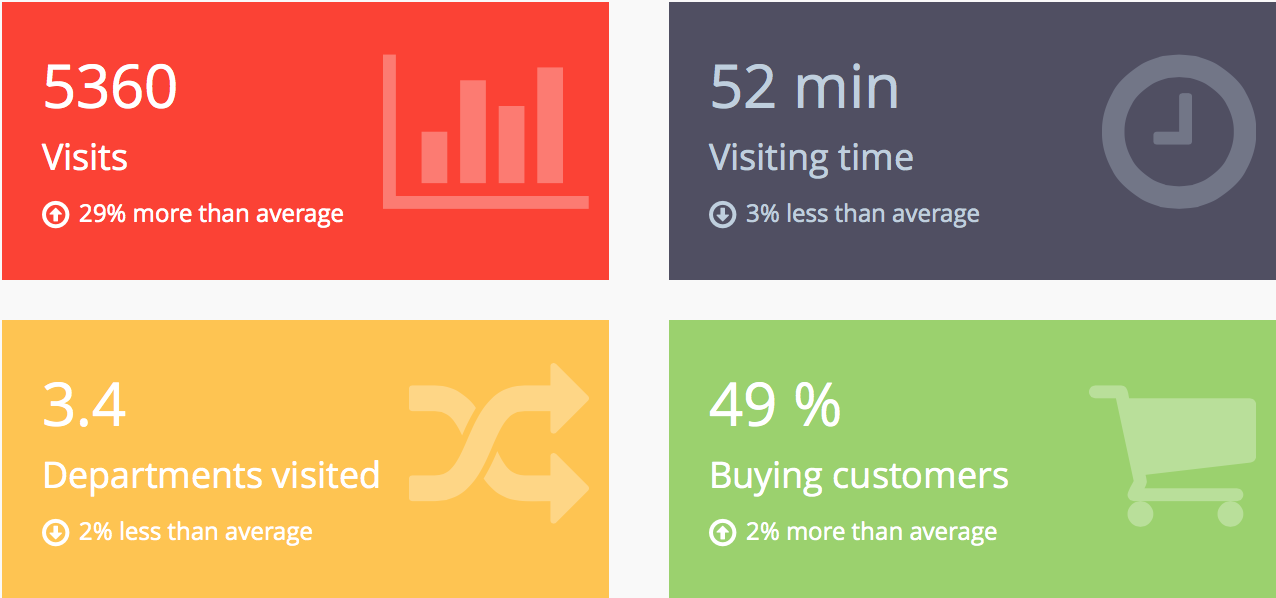 5360
Visits
29% more than average
52 min
Visiting time
3% less than average
3.4
Departments visited
2% less than average
49 %
Buying customers
2% more than average